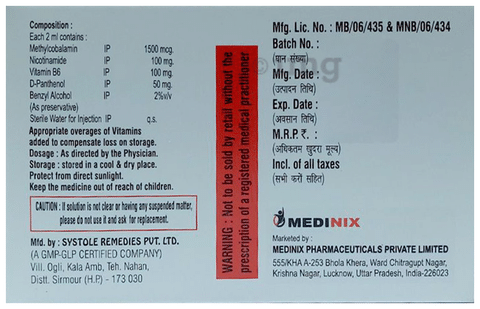 Composition :
Each 2 ml contains :
Methylcobalamin IP 1500 mcg.
Nicotinamide IP 100 mg.
Vitamin B6 IP 100 mg.
D-Panthenol IP 50 mg.
Benzyl Alcohol IP 2%v/v
(As preservative)
Sterile Water for Injection IP q.s.
Appropriate overages of Vitamins
added to compensate loss on storage.
Dosage : As directed by the Physician.
Storage : stored in a cool & dry place.
Protect from direct sunlight.
Keep the medicine out of reach of children.
CAUTION : If solution is not clear or having any suspended matter,
please do not use it and ask for replacement.
Mfd. by : SYSTOLE REMEDIES PVT. LTD.
(A GMP-GLP CERTIFIED COMPANY)
Vill. Ogli, Kala Amb, Teh. Nahan,
Distt. Sirmour (H.P.) - 173 030
WARNING : Not to be sold by retail without the
prescription of a registered medical practitioner
Mfg. Lic. No. : MB/06/435 & MNB/06/434
Batch No. :
(घान संख्या)
Mfg. Date :
(उत्पादन तिथि)
Exp. Date :
(अवसान तिथि)
M.R.P. ₹. :
(अधिकतम खुदरा मूल्य)
Incl. of all taxes
(सभी करों सहित)
MEDINIX
Marketed by :
MEDINIX PHARMACEUTICALS PRIVATE LIMITED
555/KHA A-253 Bhola Khera, Ward Chitragupt Nagar,
Krishna Nagar, Lucknow, Uttar Pradesh, India-226023